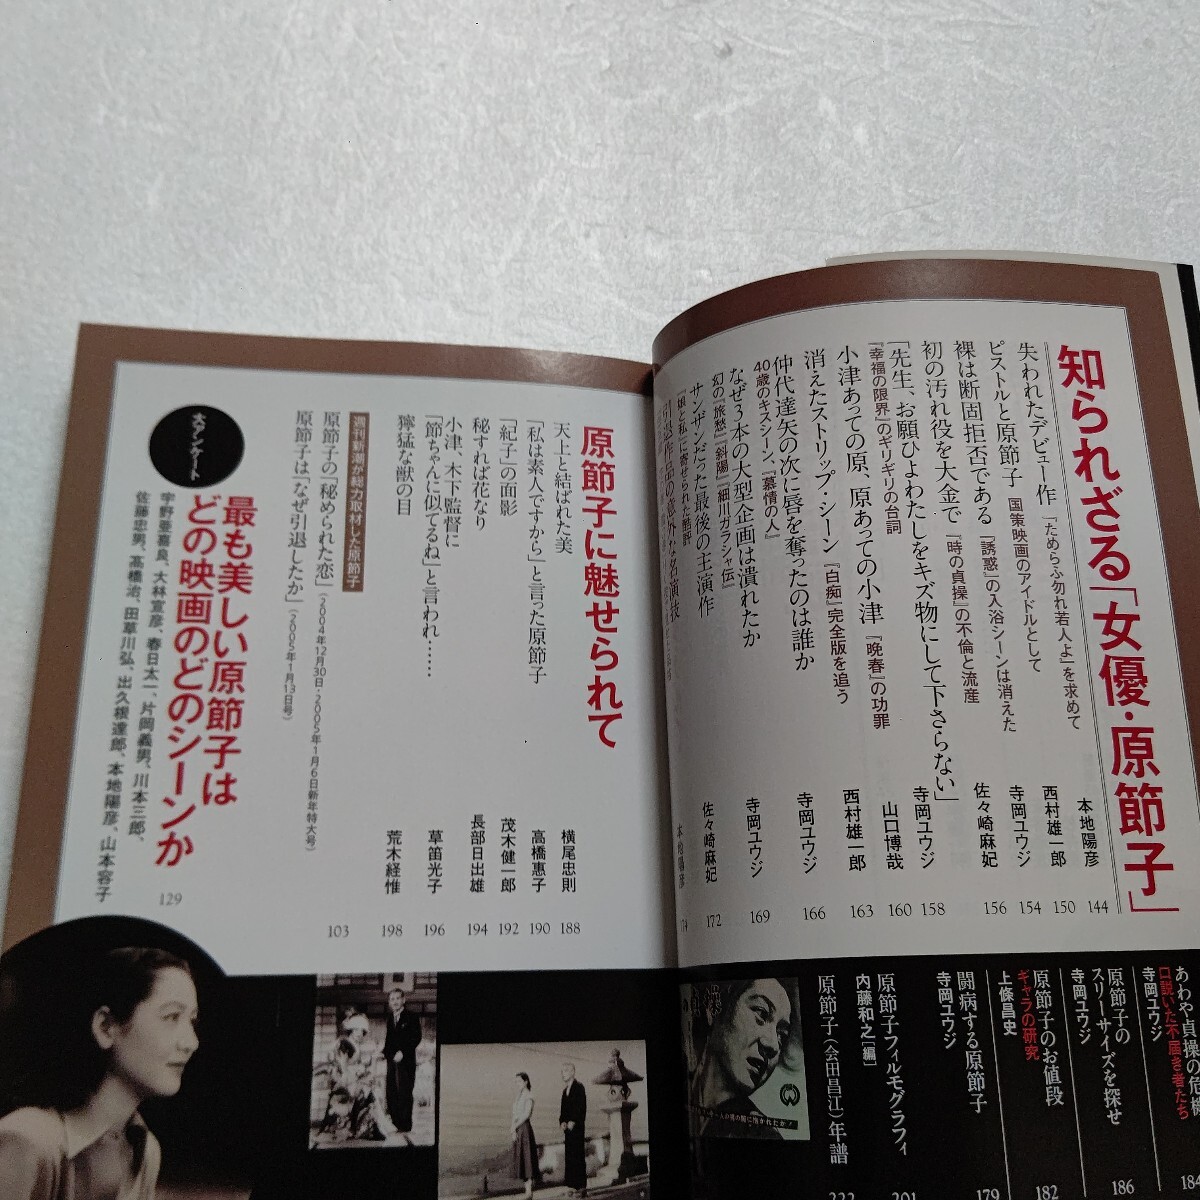 知られざる「女優・原節子」
失われたデビュー作 『ためらふ勿れ若人よ』を求めて 本地陽彦 144
ピストルと原節子 国策映画のアイドルとして 西村雄一郎 150
裸は断固拒否である 『誘惑』の入浴シーンは消えた 寺岡ユウジ 154
初の汚れ役を大金で 『時の貞操』の不倫と流産 佐々崎麻妃 156
「先生、お願ひよわたしをキズ物にして下さらない」 寺岡ユウジ 158
『幸福の限界』のギリギリの台詞 山口博哉 160
小津あっての原、原あっての小津 『晩春』の功罪 西村雄一郎 163
消えたストリップ・シーン 『白痴』完全版を追う 寺岡ユウジ 166
仲代達矢の次に唇を奪ったのは誰か
40歳のキスシーン、『慕情の人』 寺岡ユウジ 169
なぜ3本の大型企画は潰れたか
幻の『旅愁』『斜陽』『細川ガラシャ伝』 佐々崎麻妃 172
サンザンだった最後の主演作
『娘と私』に寄せられた酷評 本地陽彦 174
原節子に魅せられて
天上と結ばれた美 横尾忠則 188
「私は素人ですから」と言った原節子 高橋惠子 190
「紀子」の面影 茂木健一郎 192
秘すれば花なり 長部日出雄 194
小津、木下監督に
「節ちゃんに似てるね」と言われ…… 草笛光子 196
獰猛な獣の目 荒木経惟 198
週刊新潮が総力取材した原節子
原節子の「秘められた恋」（2004年12月30日・2005年1月6日新年特大号）
原節子は「なぜ引退したか」（2005年1月13日号） 103
大アンケート
最も美しい原節子は
どの映画のどのシーンか
宇野亜喜良、大林宣彦、春日太一、片岡義男、川本三郎、
佐藤忠男、髙橋治、田草川弘、出久根達郎、本地陽彦、山本容子
129
あわや貞操の危機
口説いた不届き者たち
寺岡ユウジ
184
原節子の
スリーサイズを探せ
寺岡ユウジ
186
原節子のお値段
ギャラの研究
上條昌史
182
闘病する原節子
寺岡ユウジ
179
原節子フィルモグラフィ
内藤和之［編］
201
原節子（会田昌江）年譜
222